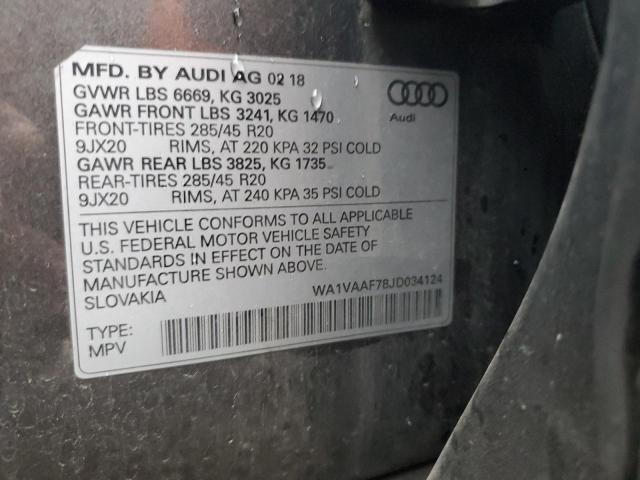 MFD. BY AUDI AG 02 18
GVWR LBS 6669, KG 3025
GAWR FRONT LBS 3241, KG 1470
FRONT-TIRES 285/45 R20
9JX20 RIMS, AT 220 KPA 32 PSI COLD
GAWR REAR LBS 3825, KG 1735
REAR-TIRES 285/45 R20
9JX20 RIMS, AT 240 KPA 35 PSI COLD
Audi
THIS VEHICLE CONFORMS TO ALL APPLICABLE
U.S. FEDERAL MOTOR VEHICLE SAFETY
STANDARDS IN EFFECT ON THE DATE OF
MANUFACTURE SHOWN ABOVE.
SLOVAKIA WA1VAAF78JD034124
TYPE:
MPV